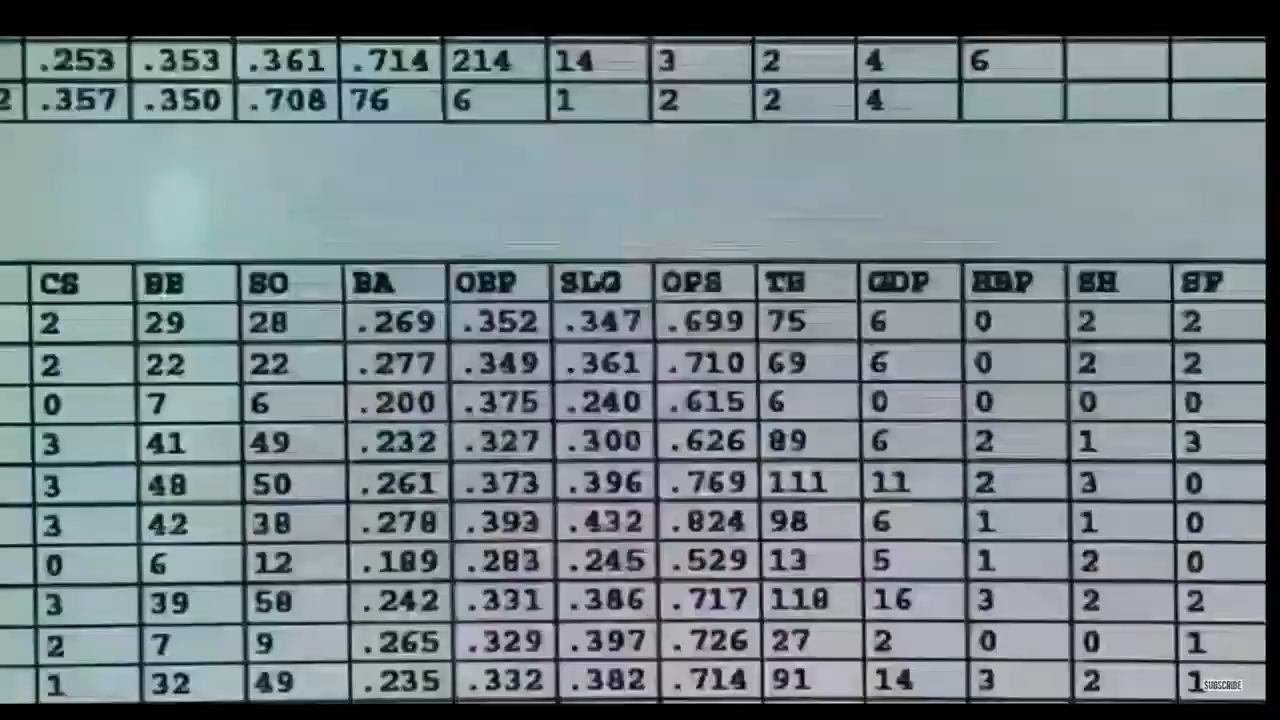 .253 .353 .361 .714 214 14 3 2 4 6
2 .357 .350 .708 76 6 1 2 2 4
CS BB SO BA OBP SLG OPS TB GDP HBP SH SF
2 29 28 .269 .352 .347 .699 75 6 0 2 2
2 22 22 .277 .349 .361 .710 69 6 0 2 2
0 7 6 .200 .375 .240 .615 6 0 0 0 0
3 41 49 .232 .327 .300 .626 89 6 2 1 3
3 48 50 .261 .373 .396 .769 111 11 2 3 0
3 42 38 .278 .393 .432 .824 98 6 1 1 0
0 6 12 .189 .283 .245 .529 13 5 1 2 0
3 39 58 .242 .331 .386 .717 118 16 3 2 2
2 7 9 .265 .329 .397 .726 27 2 0 0 1
1 32 49 .235 .332 .382 .714 91 14 3 2 1
SUBSCRIBE